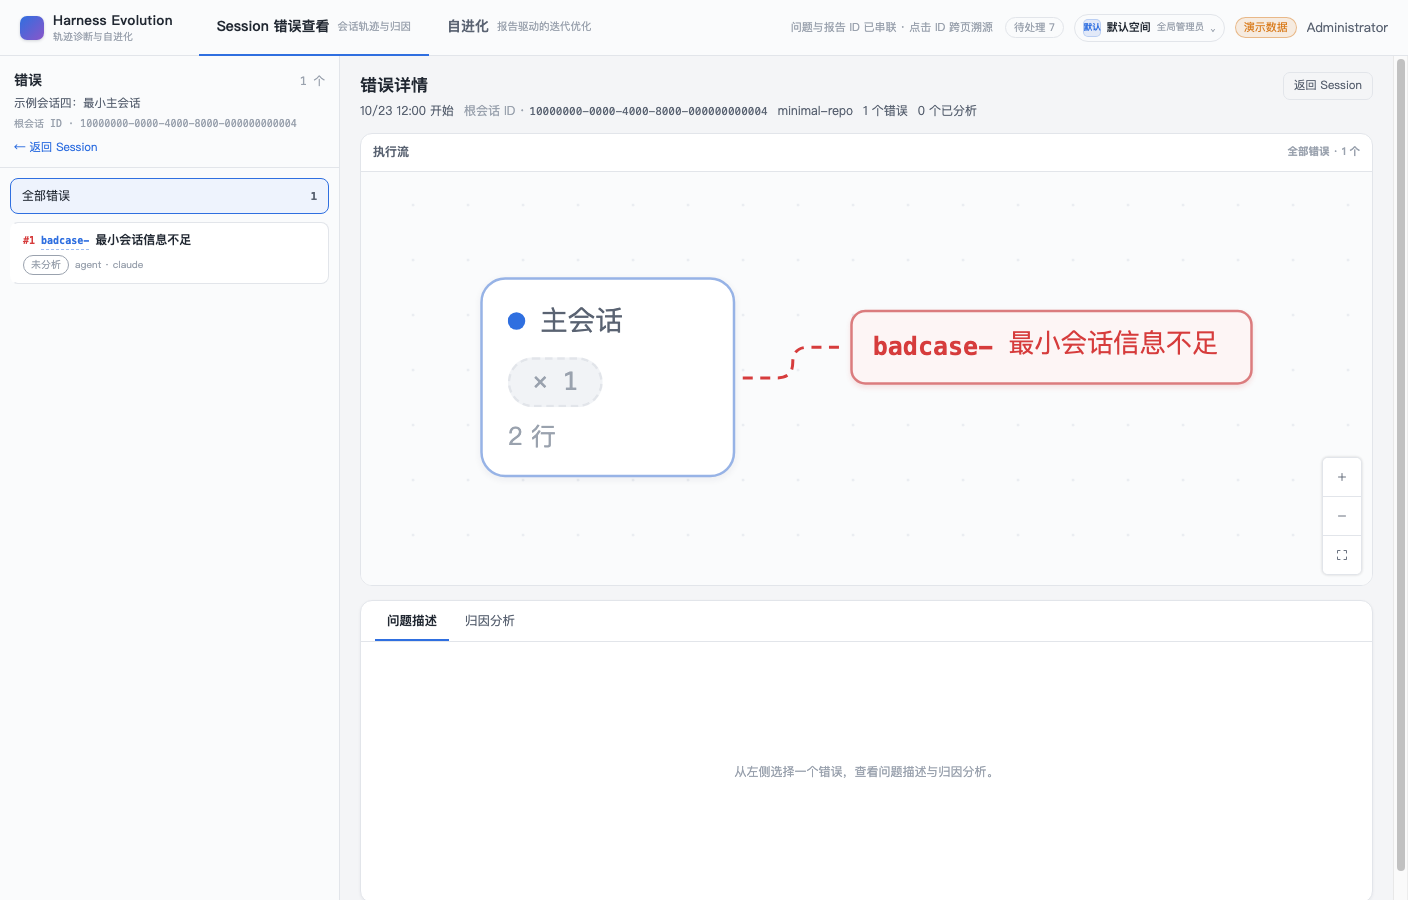 Harness Evolution
轨迹诊断与自进化
Session 错误查看 会话轨迹与归因
自进化 报告驱动的迭代优化
问题与报告 ID 已串联 · 点击 ID 跨页溯源
待处理 7
默认 默认空间 全局管理员
演示数据
Administrator
错误
1 个
示例会话四：最小主会话
根会话 ID · 10000000-0000-4000-8000-000000000004
← 返回 Session
全部错误 1
#1 badcase- 最小会话信息不足
未分析 agent · claude
错误详情
返回 Session
10/23 12:00 开始 根会话 ID · 10000000-0000-4000-8000-000000000004 minimal-repo 1 个错误 0 个已分析
执行流
全部错误 · 1 个
主会话
× 1
2 行
badcase- 最小会话信息不足
+
−
问题描述
归因分析
从左侧选择一个错误，查看问题描述与归因分析。